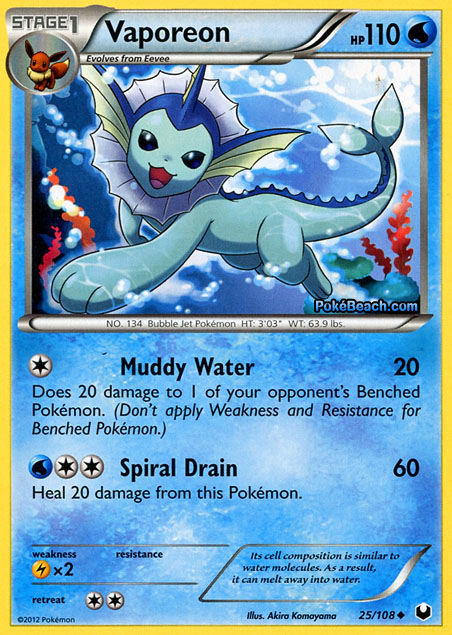 STAGE1
Vaporeon
HP110
Evolves from Eevee
PokéBeach.com
NO. 134 Bubble Jet Pokémon HT: 3'03" WT: 63.9 lbs.
Muddy Water 20
Does 20 damage to 1 of your opponent's Benched
Pokémon. (Don't apply Weakness and Resistance for
Benched Pokémon.)
Spiral Drain 60
Heal 20 damage from this Pokémon.
weakness resistance
×2
Its cell composition is similar to
water molecules. As a result,
it can melt away into water.
retreat
©2012 Pokémon Illus. Akira Komayama 25/108